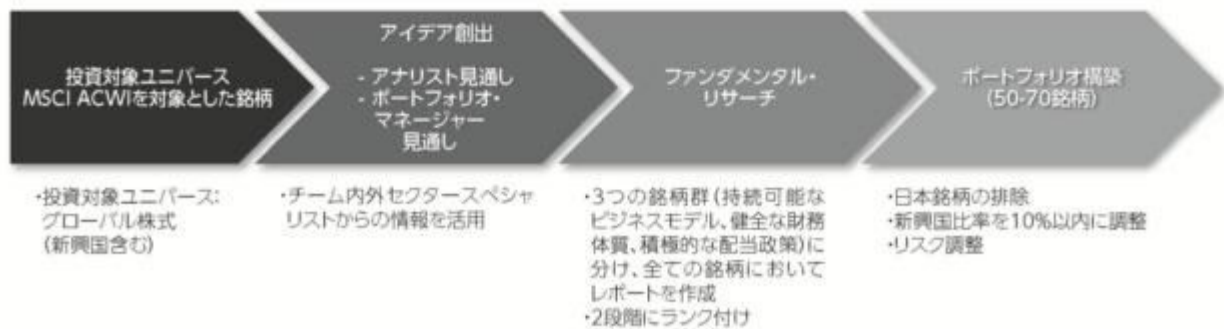 投資対象ユニバース
MSCI ACWIを対象とした銘柄
アイデア創出
- アナリスト見通し
- ポートフォリオ・
マネージャー
見通し
ファンダメンタル・
リサーチ
ポートフォリオ構築
(50-70銘柄)
・投資対象ユニバース:
グローバル株式
(新興国含む)
・チーム内外セクタースペシャ
リストからの情報を活用
・3つの銘柄群(持続可能な
ビジネスモデル、健全な財務
体質、積極的な配当政策)に
分け、全ての銘柄において
レポートを作成
・2段階にランク付け
・日本銘柄の排除
・新興国比率を10%以内に調整
・リスク調整